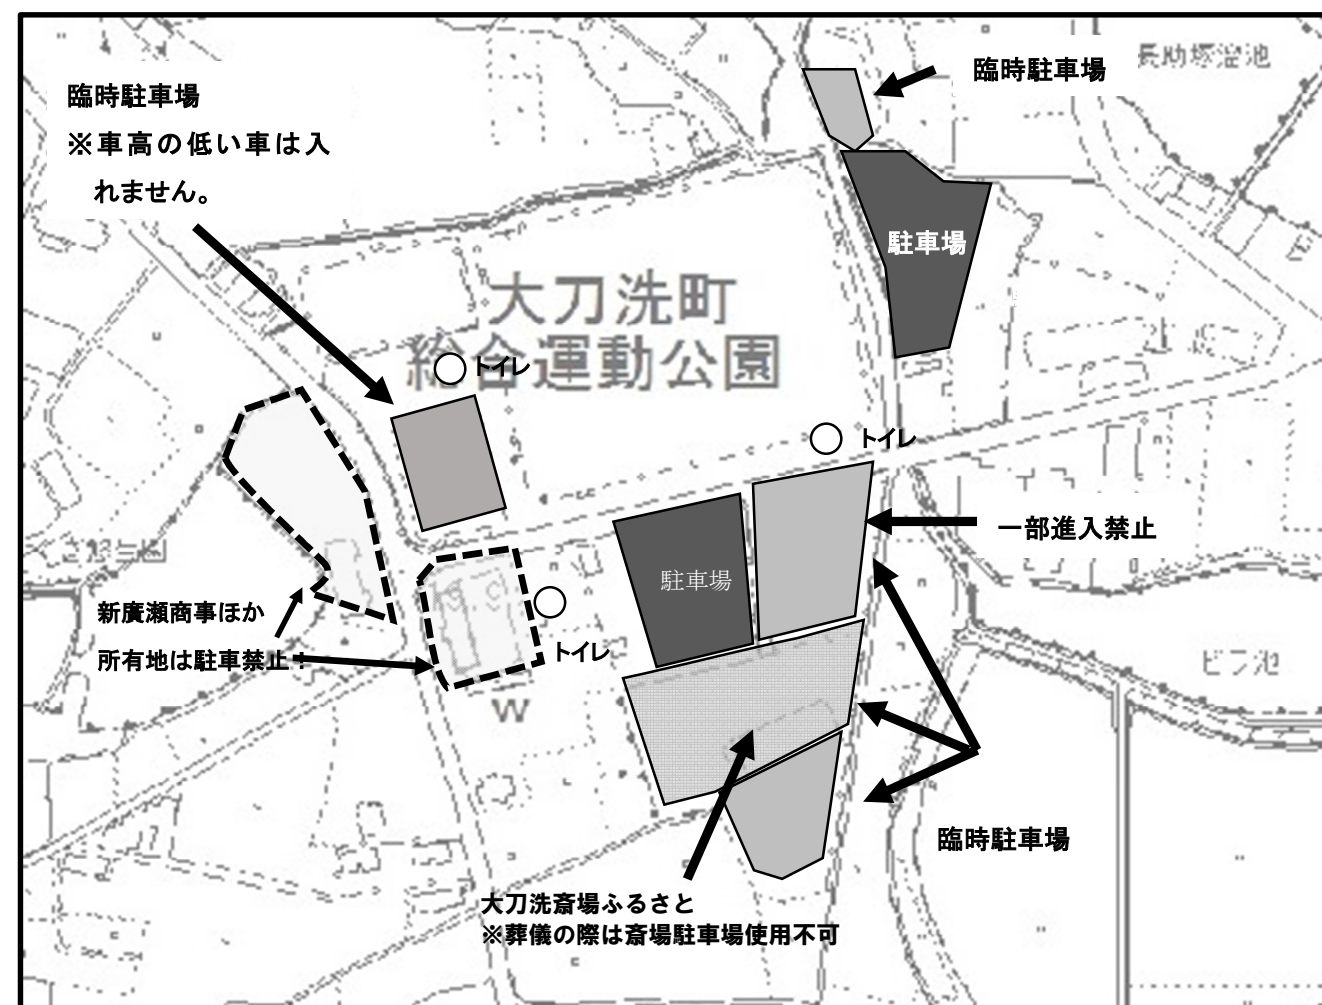 臨時駐車場
※車高の低い車は入
れません。
臨時駐車場
長助塚溜池
駐車場
大刀洗町
総合運動公園
トイレ
トイレ
一部進入禁止
駐車場
新廣瀬商事ほか
所有地は駐車禁止!
トイレ
ビフ池
W
臨時駐車場
大刀洗斎場ふるさと
※葬儀の際は斎場駐車場使用不可